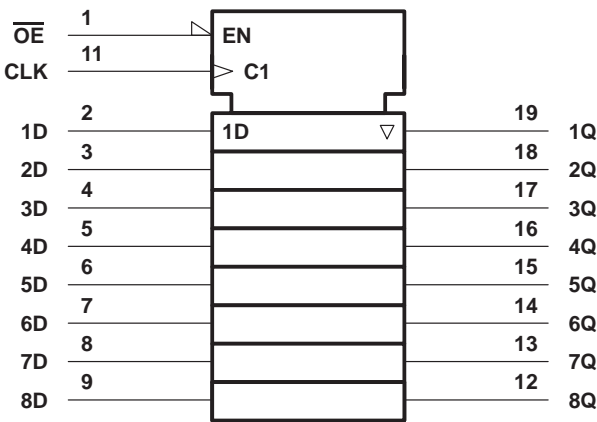 OE 1 EN
CLK 11 C1
1D 2 1D 19 1Q
2D 3 18 2Q
3D 4 17 3Q
4D 5 16 4Q
5D 6 15 5Q
6D 7 14 6Q
7D 8 13 7Q
8D 9 12 8Q